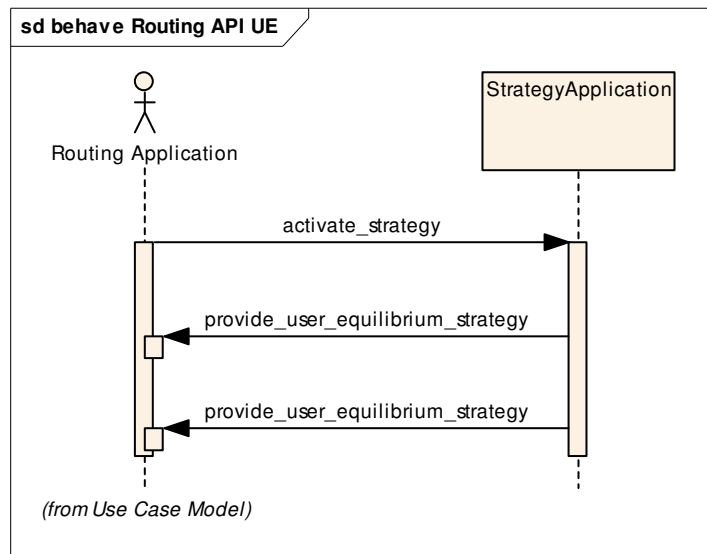 sd behave Routing API UE
StrategyApplication
Routing Application
activate_strategy
provide_user_equilibrium_strategy
provide_user_equilibrium_strategy
(from Use Case Model)